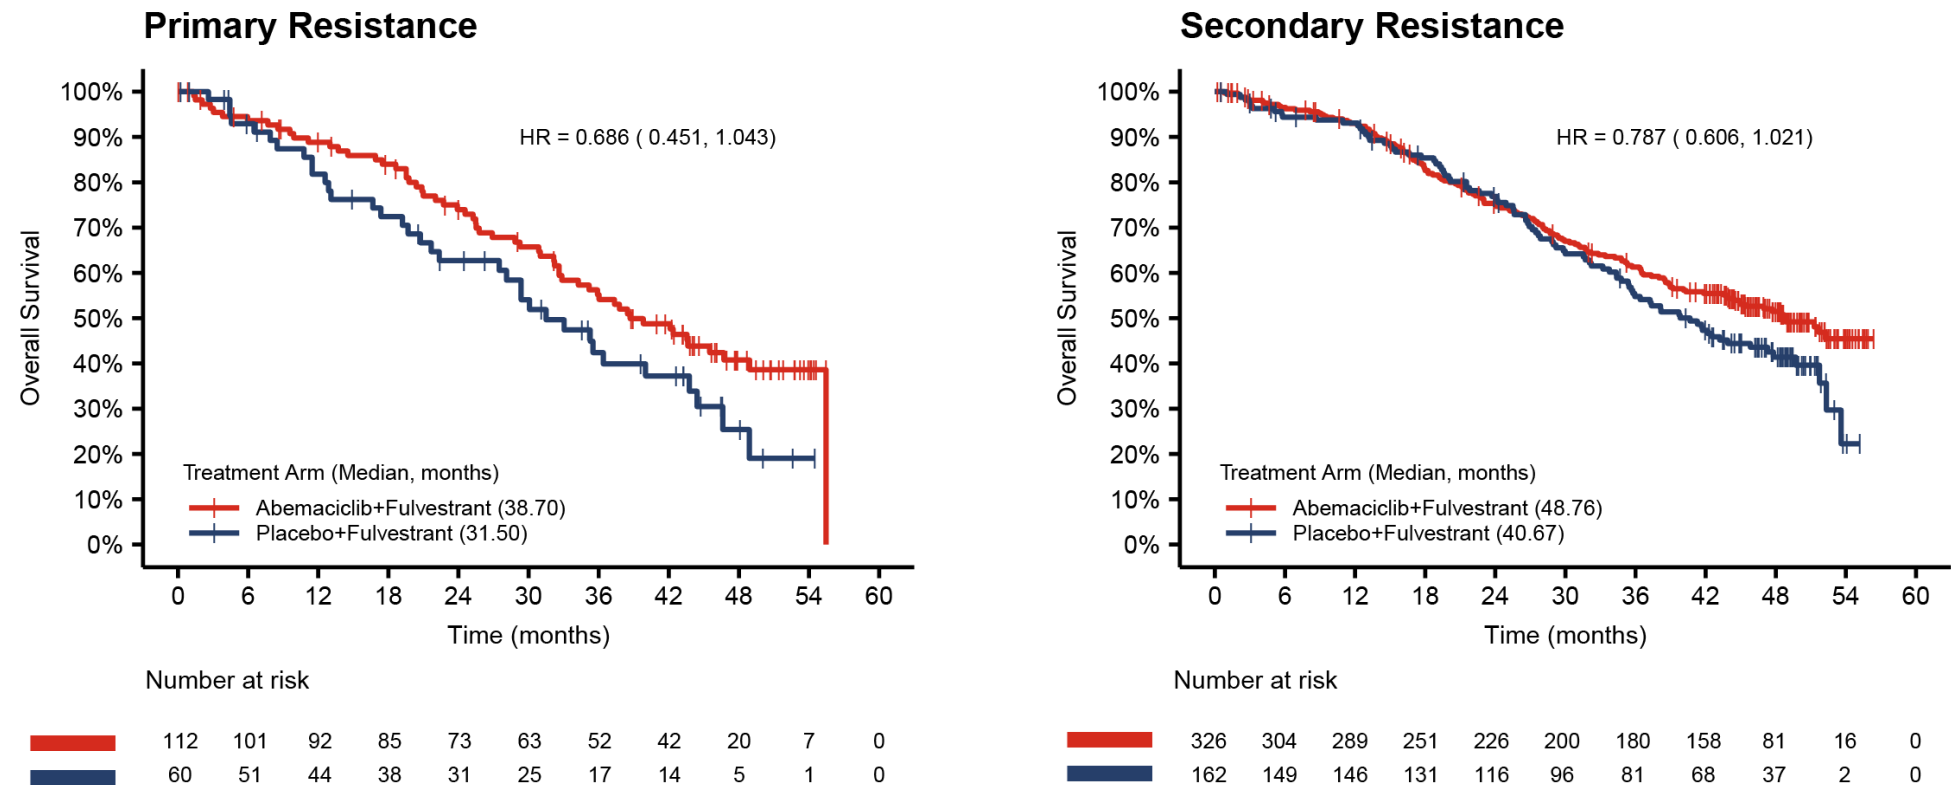 Primary Resistance
100%
90%
80%
70%
60%
50%
40%
30%
20%
10%
0%
Overall Survival
HR = 0.686 ( 0.451, 1.043)
Treatment Arm (Median, months)
Abemaciclib+Fulvestrant (38.70)
Placebo+Fulvestrant (31.50)
0 6 12 18 24 30 36 42 48 54 60
Time (months)
Number at risk
112 101 92 85 73 63 52 42 20 7 0
60 51 44 38 31 25 17 14 5 1 0
Secondary Resistance
100%
90%
80%
70%
60%
50%
40%
30%
20%
10%
0%
Overall Survival
HR = 0.787 ( 0.606, 1.021)
Treatment Arm (Median, months)
Abemaciclib+Fulvestrant (48.76)
Placebo+Fulvestrant (40.67)
0 6 12 18 24 30 36 42 48 54 60
Time (months)
Number at risk
326 304 289 251 226 200 180 158 81 16 0
162 149 146 131 116 96 81 68 37 2 0